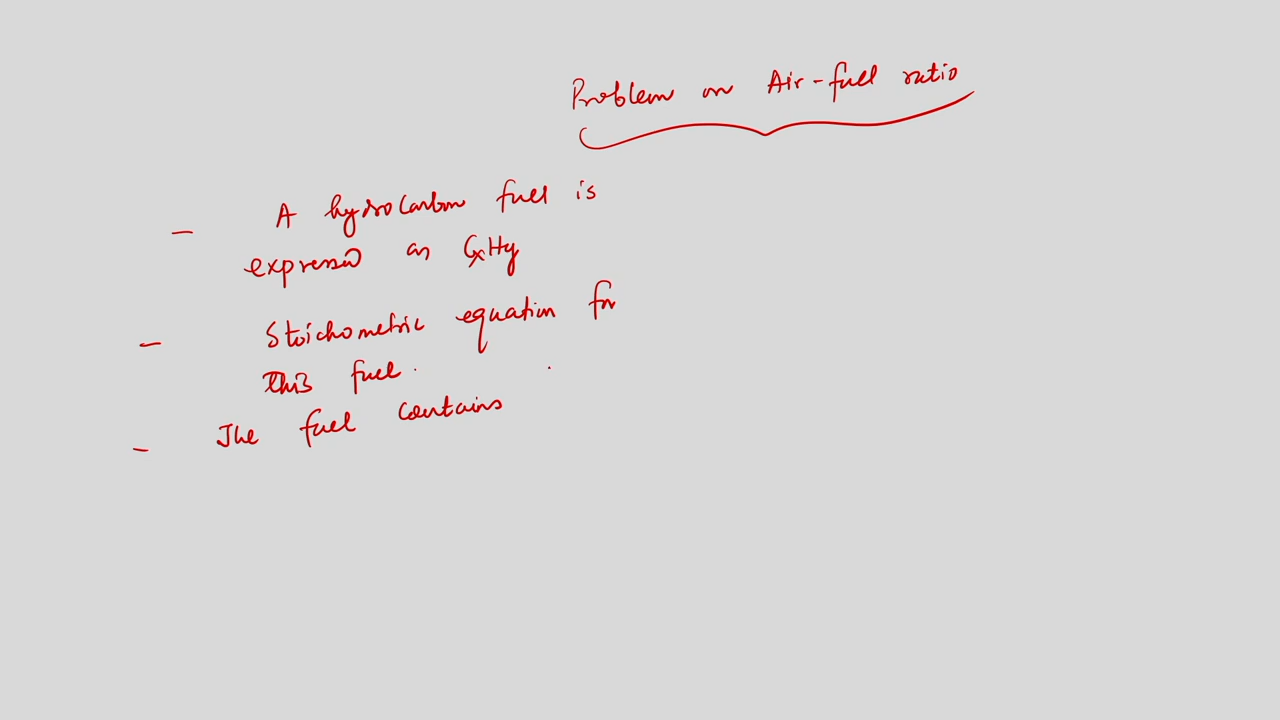 Problem on Air-fuel ratio
- A hydrocarbon fuel is
expressed as CxHy
- Stoichometric equation for
this fuel.
- The fuel contains